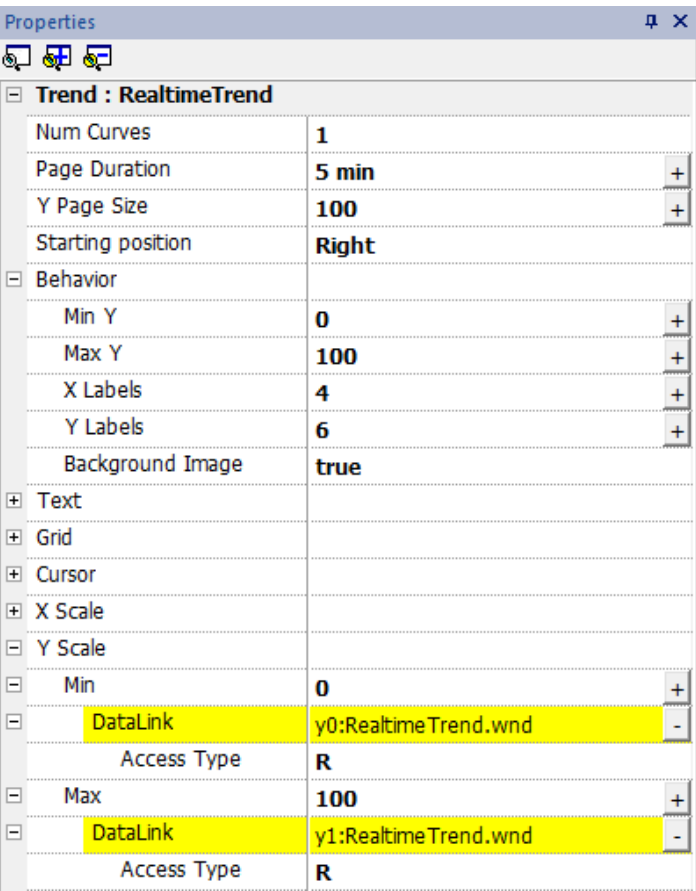 Properties
Trend : RealtimeTrend
Num Curves 1
Page Duration 5 min +
Y Page Size 100 +
Starting position Right
Behavior
Min Y 0 +
Max Y 100 +
X Labels 4 +
Y Labels 6 +
Background Image true
Text
Grid
Cursor
X Scale
Y Scale
Min 0 +
DataLink y0:RealtimeTrend.wnd -
Access Type R
Max 100 +
DataLink y1:RealtimeTrend.wnd -
Access Type R